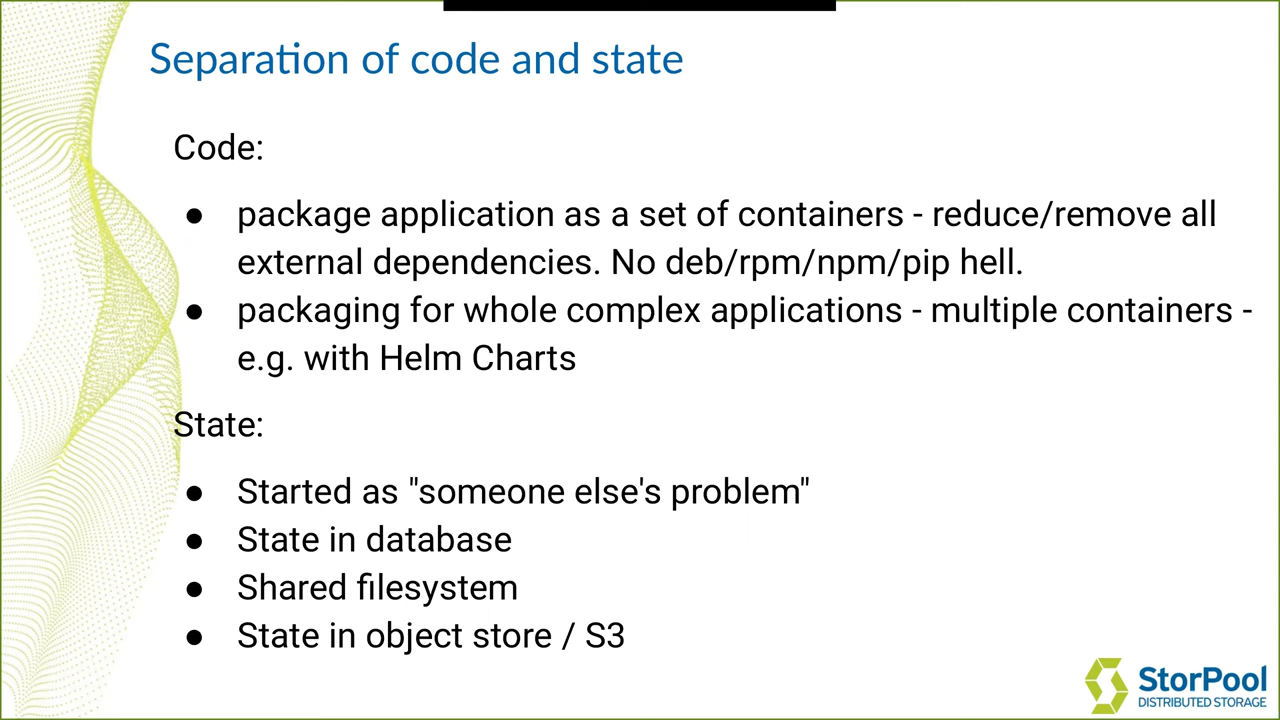 Separation of code and state
Code:
● package application as a set of containers - reduce/remove all
external dependencies. No deb/rpm/npm/pip hell.
● packaging for whole complex applications - multiple containers -
e.g. with Helm Charts
State:
● Started as "someone else's problem"
● State in database
● Shared filesystem
● State in object store / S3
StorPool
DISTRIBUTED STORAGE